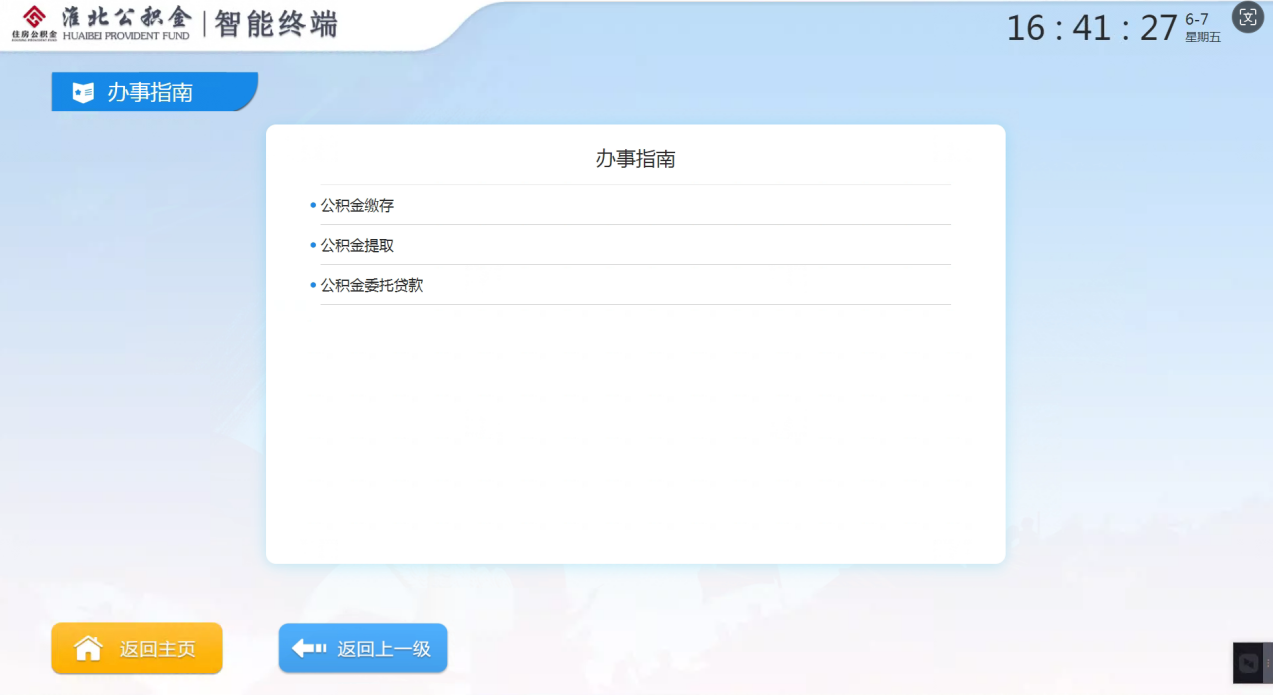 淮北公积金
住房公积金
HUAIBEI PROVIDENT FUND
智能终端
16:41:27
6-7
星期五
文
办事指南
办事指南
公积金缴存
公积金提取
公积金委托贷款
返回主页
返回上一级